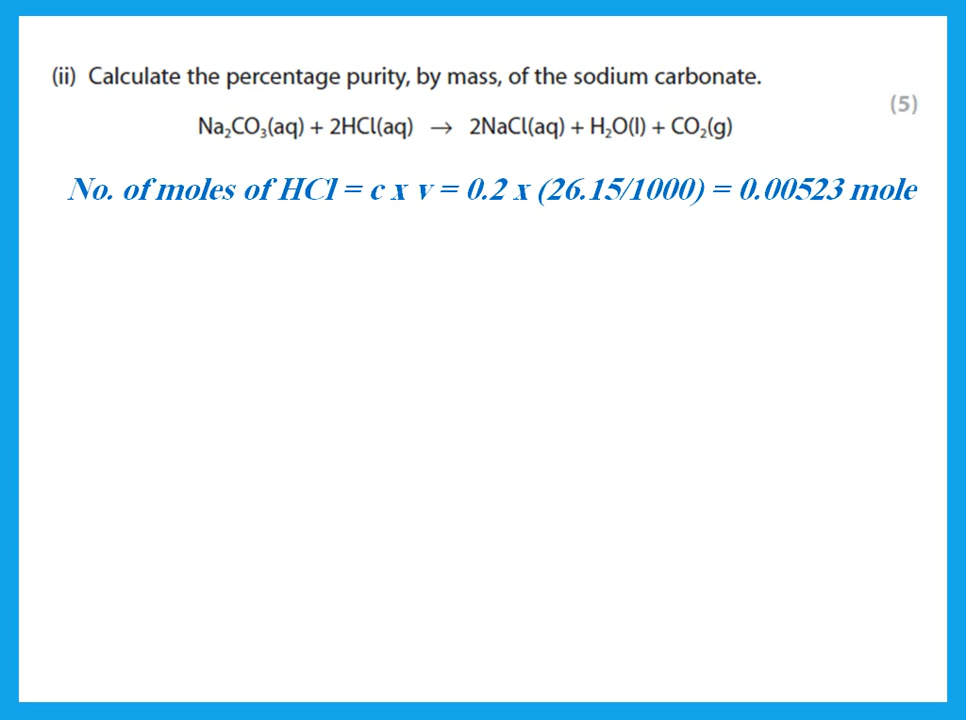 (ii) Calculate the percentage purity, by mass, of the sodium carbonate.
(5)
Na₂CO₃(aq) + 2HCl(aq) → 2NaCl(aq) + H₂O(l) + CO₂(g)
No. of moles of HCl = c x v = 0.2 x (26.15/1000) = 0.00523 mole